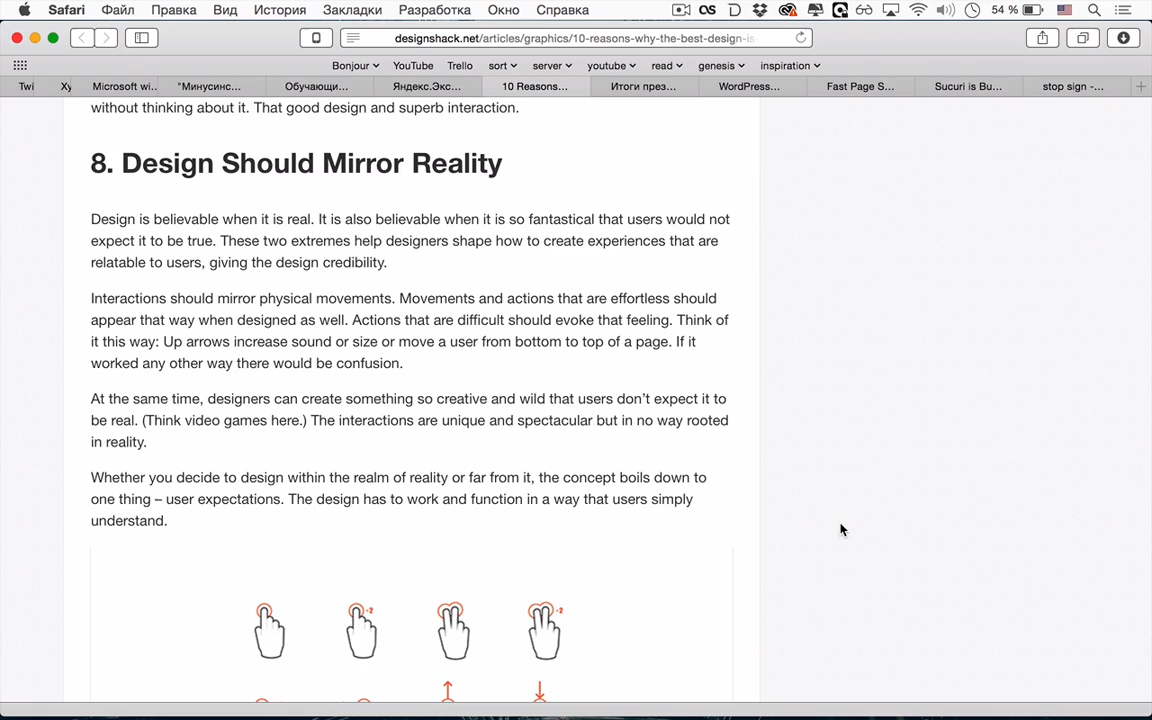 Safari Файл Правка Вид История Закладки Разработка Окно Справка 54 %
designshack.net/articles/graphics/10-reasons-why-the-best-design-is-
Bonjour YouTube Trello sort server youtube read genesis inspiration
Twi Ху Microsoft wi... "Минусинс... Обучающи... Яндекс.Экс... 10 Reasons... Итоги през... WordPress... Fast Page S... Sucuri is Bu... stop sign -...
without thinking about it. That good design and superb interaction.
8. Design Should Mirror Reality
Design is believable when it is real. It is also believable when it is so fantastical that users would not
expect it to be true. These two extremes help designers shape how to create experiences that are
relatable to users, giving the design credibility.
Interactions should mirror physical movements. Movements and actions that are effortless should
appear that way when designed as well. Actions that are difficult should evoke that feeling. Think of
it this way: Up arrows increase sound or size or move a user from bottom to top of a page. If it
worked any other way there would be confusion.
At the same time, designers can create something so creative and wild that users don’t expect it to
be real. (Think video games here.) The interactions are unique and spectacular but in no way rooted
in reality.
Whether you decide to design within the realm of reality or far from it, the concept boils down to
one thing – user expectations. The design has to work and function in a way that users simply
understand.